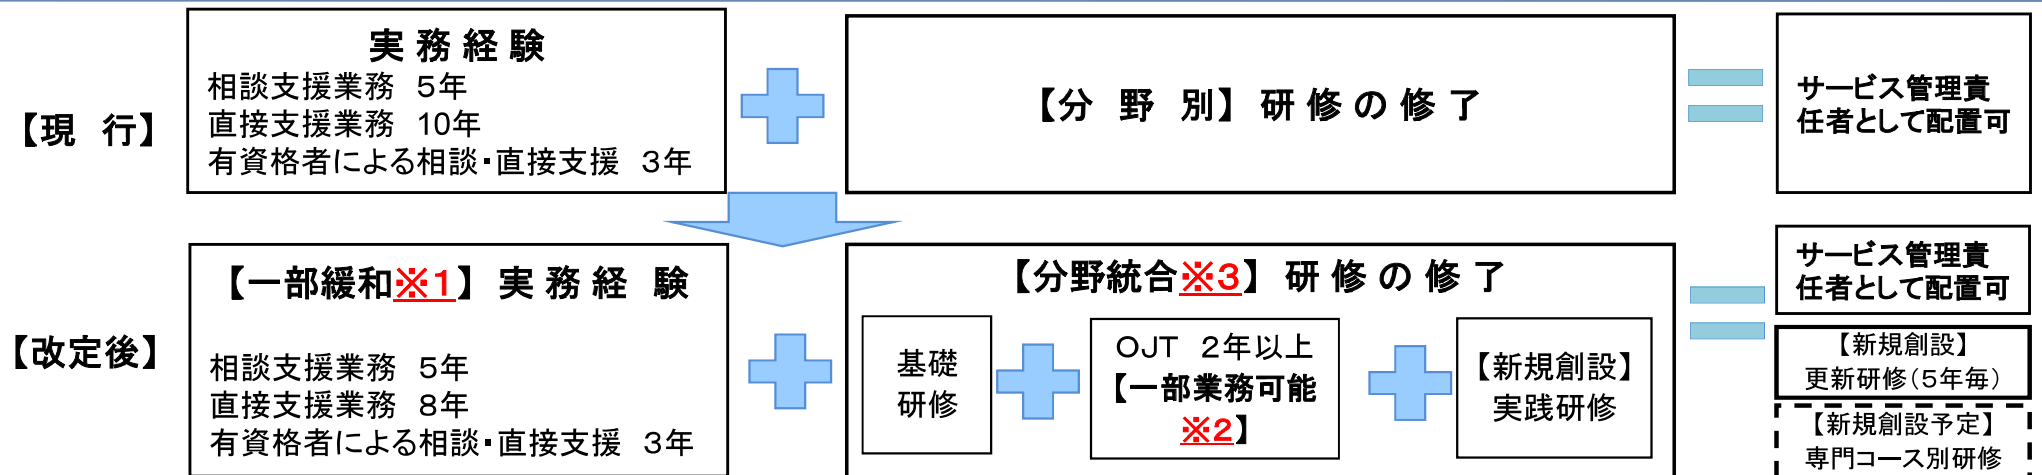 【現 行】
実務経験
相談支援業務 5年
直接支援業務 10年
有資格者による相談・直接支援 3年
【分野別】研修の修了
サービス管理責
任者として配置可
【改定後】
【一部緩和※1】実務経験
相談支援業務 5年
直接支援業務 8年
有資格者による相談・直接支援 3年
【分野統合※3】研修の修了
基礎
研修
OJT 2年以上
【一部業務可能
※2】
【新規創設】
実践研修
サービス管理責
任者として配置可
【新規創設】
更新研修(5年毎)
【新規創設予定】
専門コース別研修